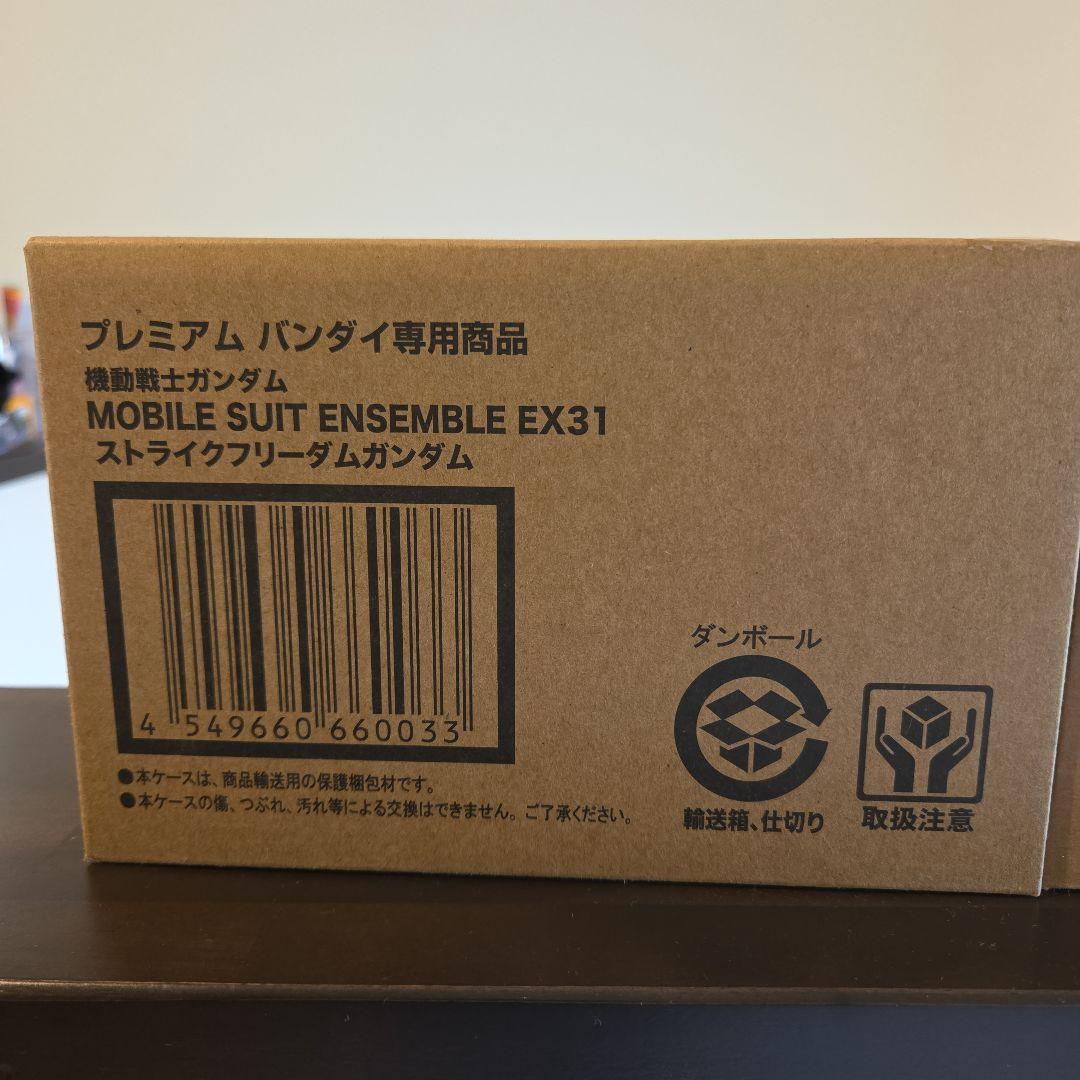 プレミアム バンダイ専用商品
機動戦士ガンダム
MOBILE SUIT ENSEMBLE EX31
ストライクフリーダムガンダム
4 549660 660033
●本ケースは、商品輸送用の保護梱包材です。
●本ケースの傷、つぶれ、汚れ等による交換はできません。ご了承ください。
ダンボール
輸送箱、仕切り
取扱注意